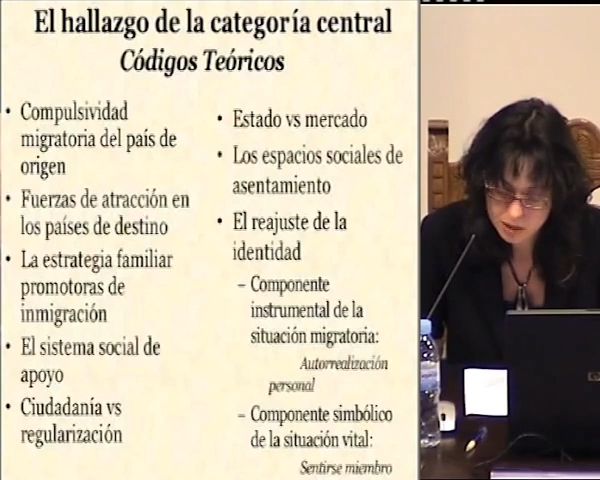 El hallazgo de la categoría central
Códigos Teóricos
• Compulsividad
migratoria del país de
origen
• Fuerzas de atracción en
los países de destino
• La estrategia familiar
promotoras de
inmigración
• El sistema social de
apoyo
• Ciudadanía vs
regularización
• Estado vs mercado
• Los espacios sociales de
asentamiento
• El reajuste de la
identidad
– Componente
instrumental de la
situación migratoria:
Autorrealización
personal
– Componente simbólico
de la situación vital:
Sentirse miembro
hp